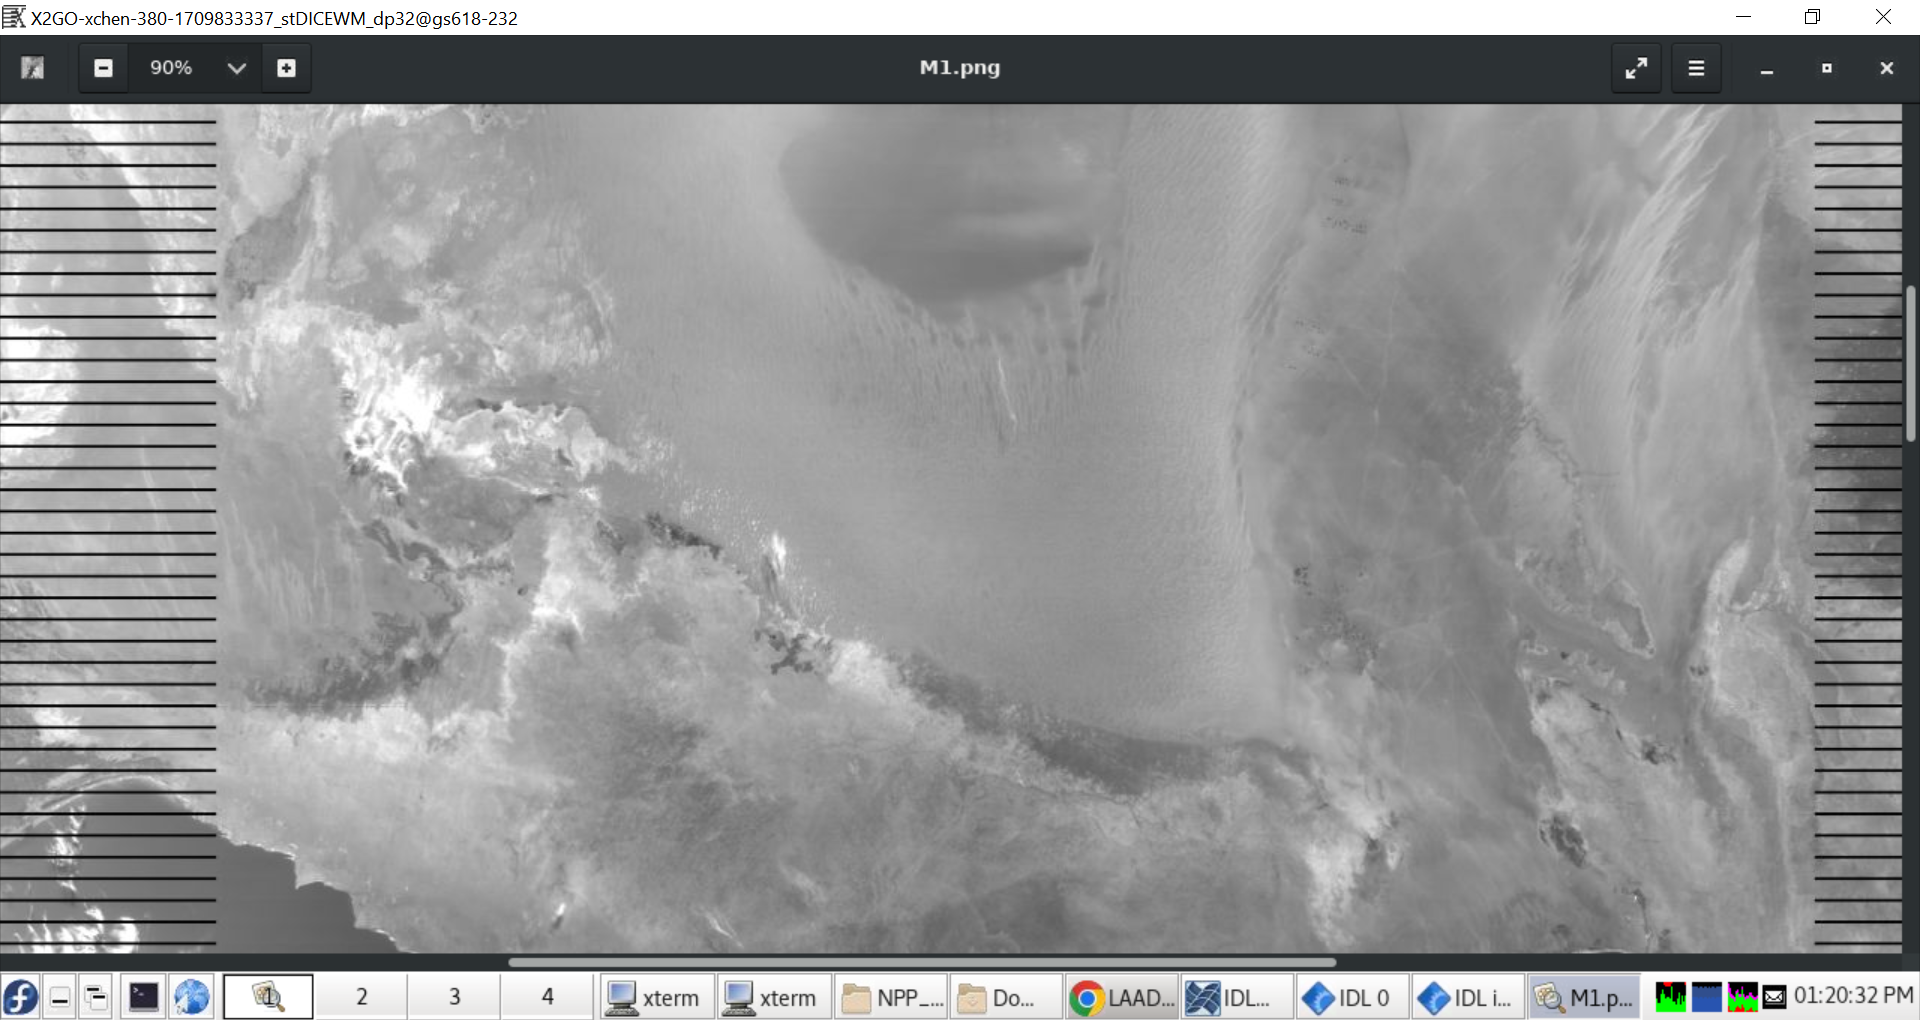 X2GO-xchen-380-1709833337_stDICEWM_dp32@gs618-232
90%
M1.png
1
2
3
4
xterm
xterm
NPP_...
Do...
LAAD...
IDL...
IDL 0
IDL i...
M1.p...
01:20:32 PM